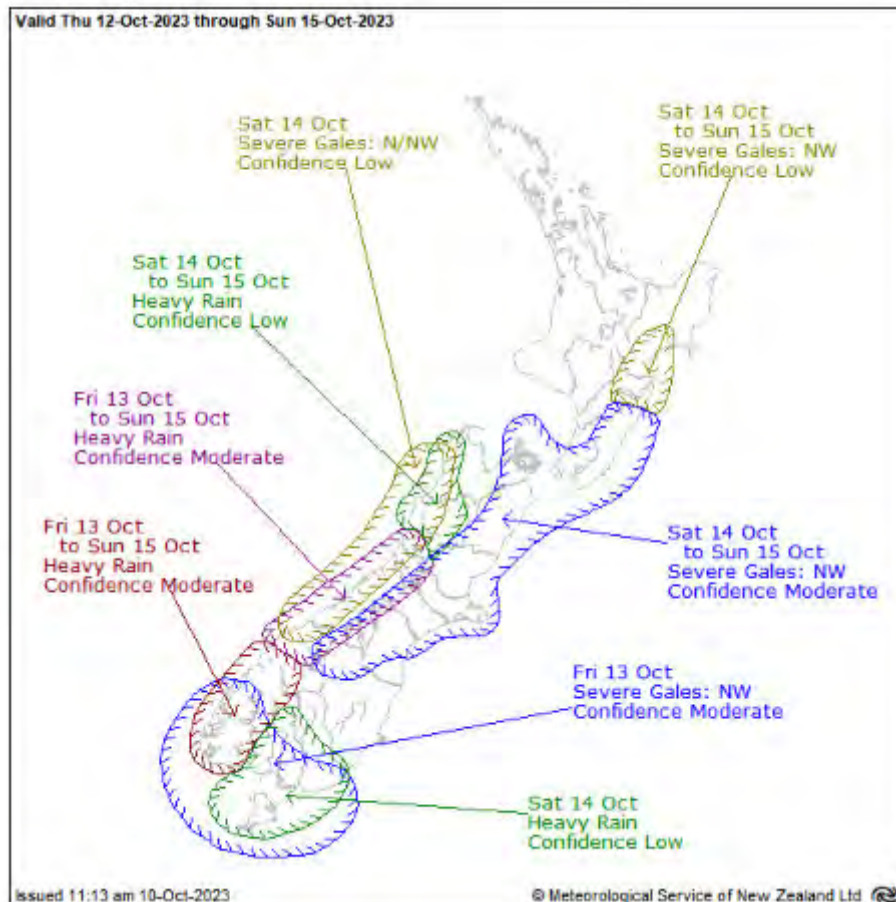 Valid Thu 12-Oct-2023 through Sun 15-Oct-2023
Sat 14 Oct
Severe Gales: N/NW
Confidence Low
Sat 14 Oct
to Sun 15 Oct
Severe Gales: NW
Confidence Low
Sat 14 Oct
to Sun 15 Oct
Heavy Rain
Confidence Low
Fri 13 Oct
to Sun 15 Oct
Heavy Rain
Confidence Moderate
Fri 13 Oct
to Sun 15 Oct
Heavy Rain
Confidence Moderate
Sat 14 Oct
to Sun 15 Oct
Severe Gales: NW
Confidence Moderate
Fri 13 Oct
Severe Gales: NW
Confidence Moderate
Sat 14 Oct
Heavy Rain
Confidence Low
Issued 11:13 am 10-Oct-2023
© Meteorological Service of New Zealand Ltd